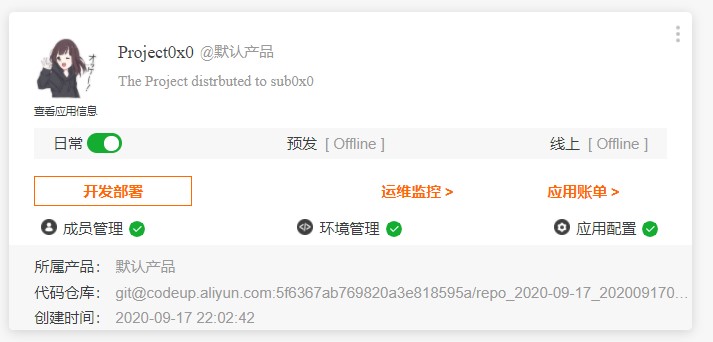 Project0x0 @默认产品
The Project distrbuted to sub0x0
オッケー!
查看应用信息
日常 预发 [ Offline ] 线上 [ Offline ]
开发部署 运维监控 > 应用账单 >
成员管理 环境管理 应用配置
所属产品： 默认产品
代码仓库： git@codeup.aliyun.com:5f6367ab769820a3e818595a/repo_2020-09-17_202009170...
创建时间： 2020-09-17 22:02:42